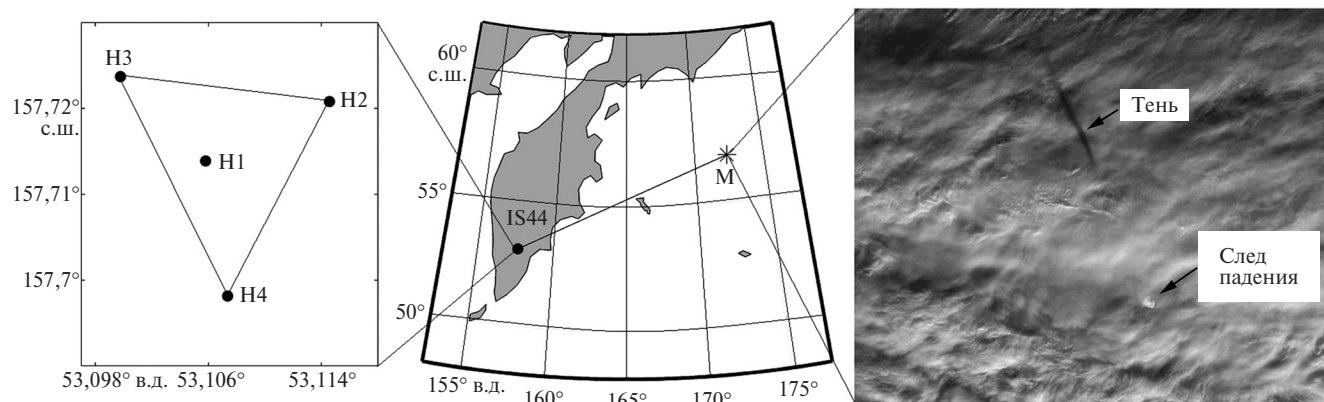 H3
H2
H1
H4
157,72°
с.ш.
157,71°
157,7°
53,098° в.д.
53,106°
53,114°
60°
с.ш.
55°
50°
IS44
M
155° в.д.
160°
165°
170°
175°
Тень
След
падения